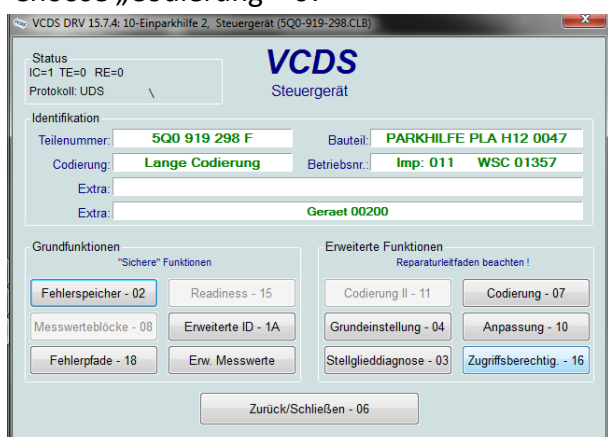 Choose „Codierung - 07
VCDS DRV 15.7.4: 10-Einparkhilfe 2, Steuergerät (5Q0-919-298.CLB)
Status
IC=1 TE=0 RE=0
Protokoll: UDS \
VCDS
Steuergerät
Identifikation
Teilenummer: 5Q0 919 298 F Bauteil: PARKHILFE PLA H12 0047
Codierung: Lange Codierung Betriebsnr.: Imp: 011 WSC 01357
Extra:
Extra: Geraet 00200
Grundfunktionen
"Sichere" Funktionen
Erweiterte Funktionen
Reparaturleitfaden beachten !
Fehlerspeicher - 02 Readiness - 15 Codierung II - 11 Codierung - 07
Messwerteblöcke - 08 Erweiterte ID - 1A Grundeinstellung - 04 Anpassung - 10
Fehlerpfade - 18 Erw. Messwerte Stellglieddiagnose - 03 Zugriffsberechtig. - 16
Zurück/Schließen - 06